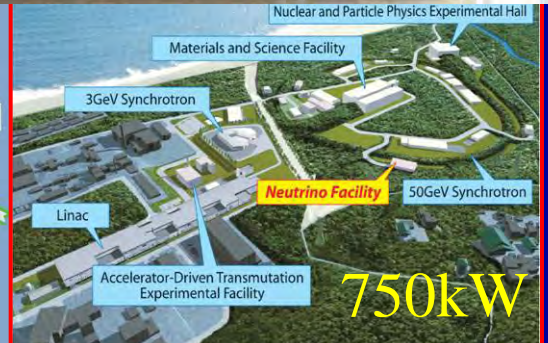 Nuclear and Particle Physics Experimental Hall
Materials and Science Facility
3GeV Synchrotron
Neutrino Facility
50GeV Synchrotron
Linac
Accelerator-Driven Transmutation
Experimental Facility
750kW